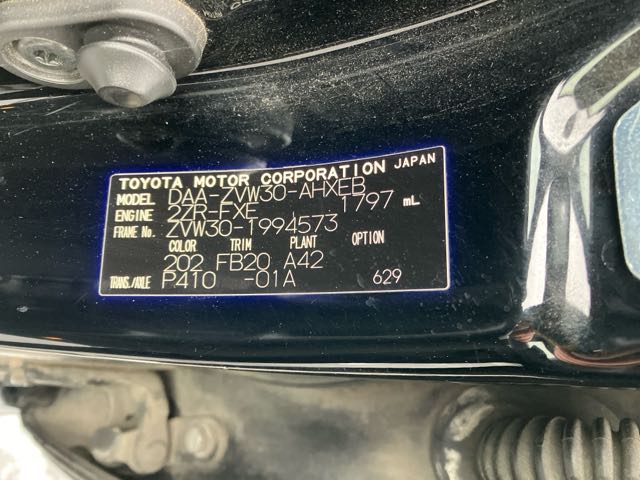 TOYOTA MOTOR CORPORATION JAPAN
MODEL DAA-ZVW30-AHXEB
ENGINE 2ZR-FXE 1797 mL
FRAME No. ZVW30-1994573
COLOR TRIM PLANT OPTION
202 FB20 A42
TRANS./AXLE P410 -01A 629